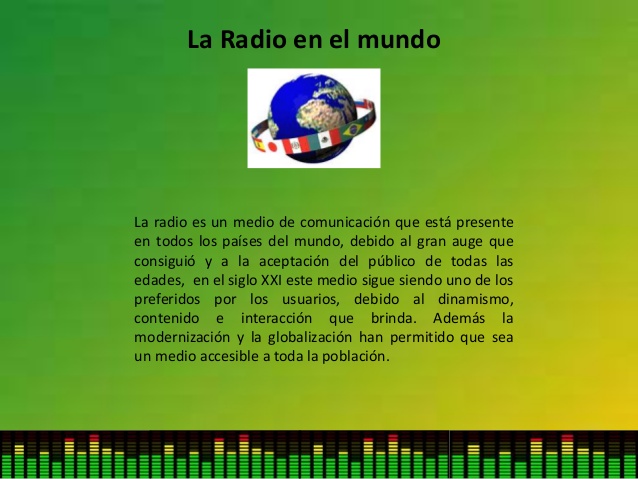 La Radio en el mundo
La radio es un medio de comunicación que está presente
en todos los países del mundo, debido al gran auge que
consiguió y a la aceptación del público de todas las
edades, en el siglo XXI este medio sigue siendo uno de los
preferidos por los usuarios, debido al dinamismo,
contenido e interacción que brinda. Además la
modernización y la globalización han permitido que sea
un medio accesible a toda la población.